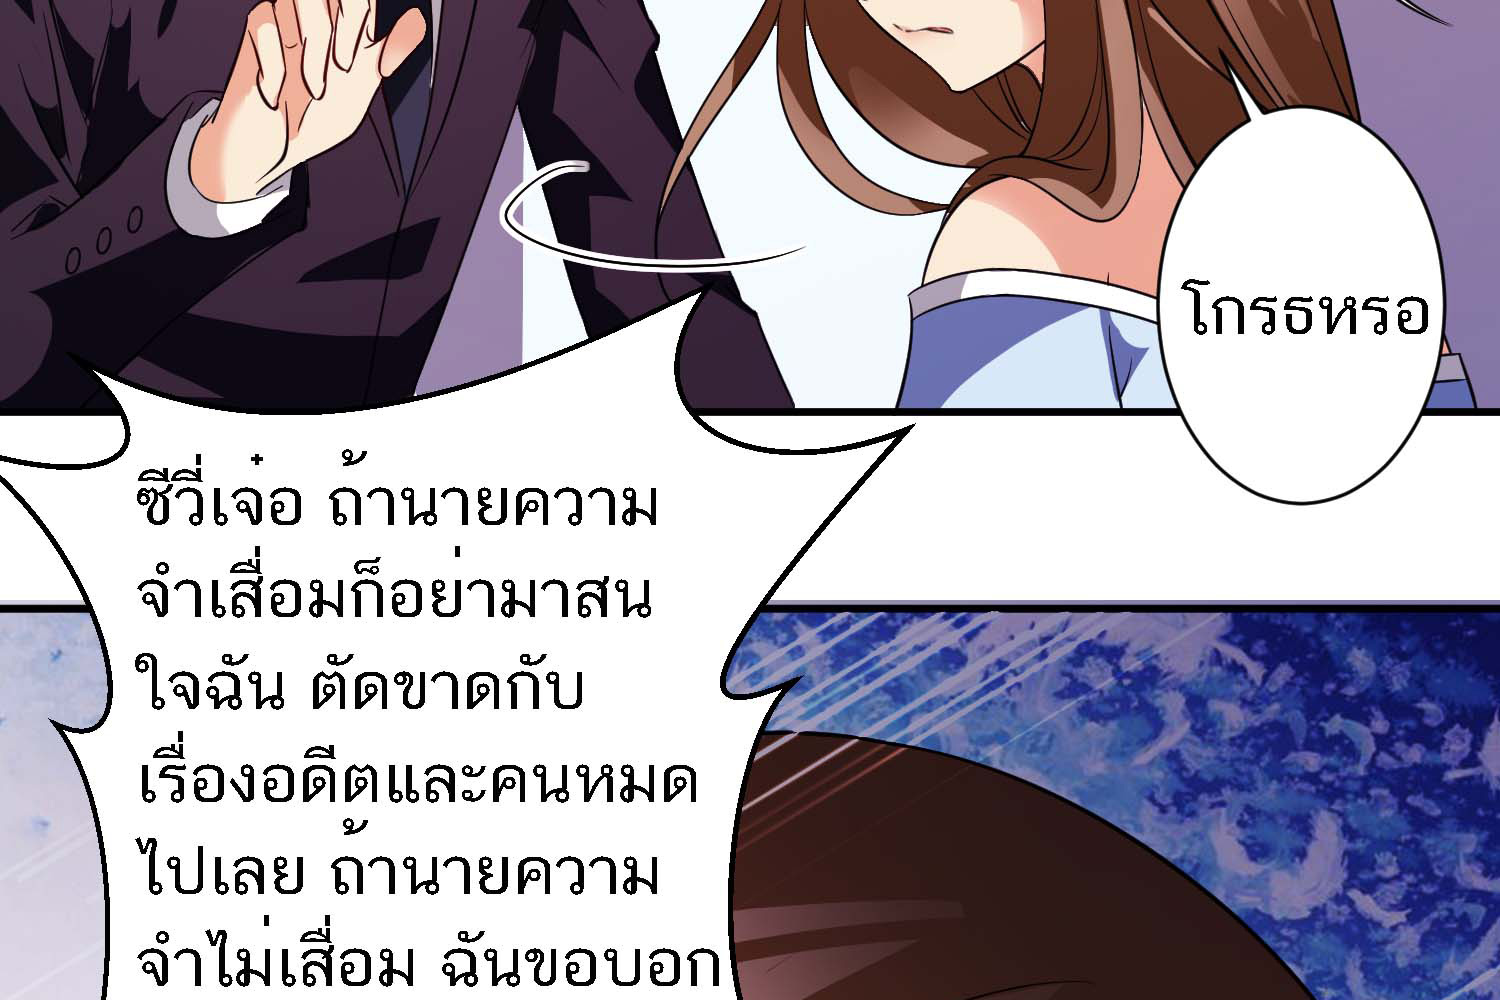 โกรธหรอ
ซีวี่เจ๋อ ถ้านายความ
จำเสื่อมก็อย่ามาสน
ใจฉัน ตัดขาดกับ
เรื่องอดีตและคนหมด
ไปเลย ถ้านายความ
จำไม่เสื่อม ฉันขอบอก